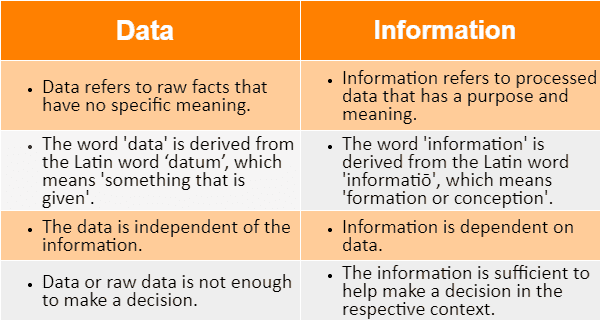 Data
Information
• Data refers to raw facts that
have no specific meaning.
• Information refers to processed
data that has a purpose and
meaning.
• The word 'data' is derived from
the Latin word ‘datum’, which
means 'something that is
given'.
• The word 'information' is
derived from the Latin word
'informatiō', which means
'formation or conception'.
• The data is independent of the
information.
• Information is dependent on
data.
• Data or raw data is not enough
to make a decision.
• The information is sufficient to
help make a decision in the
respective context.